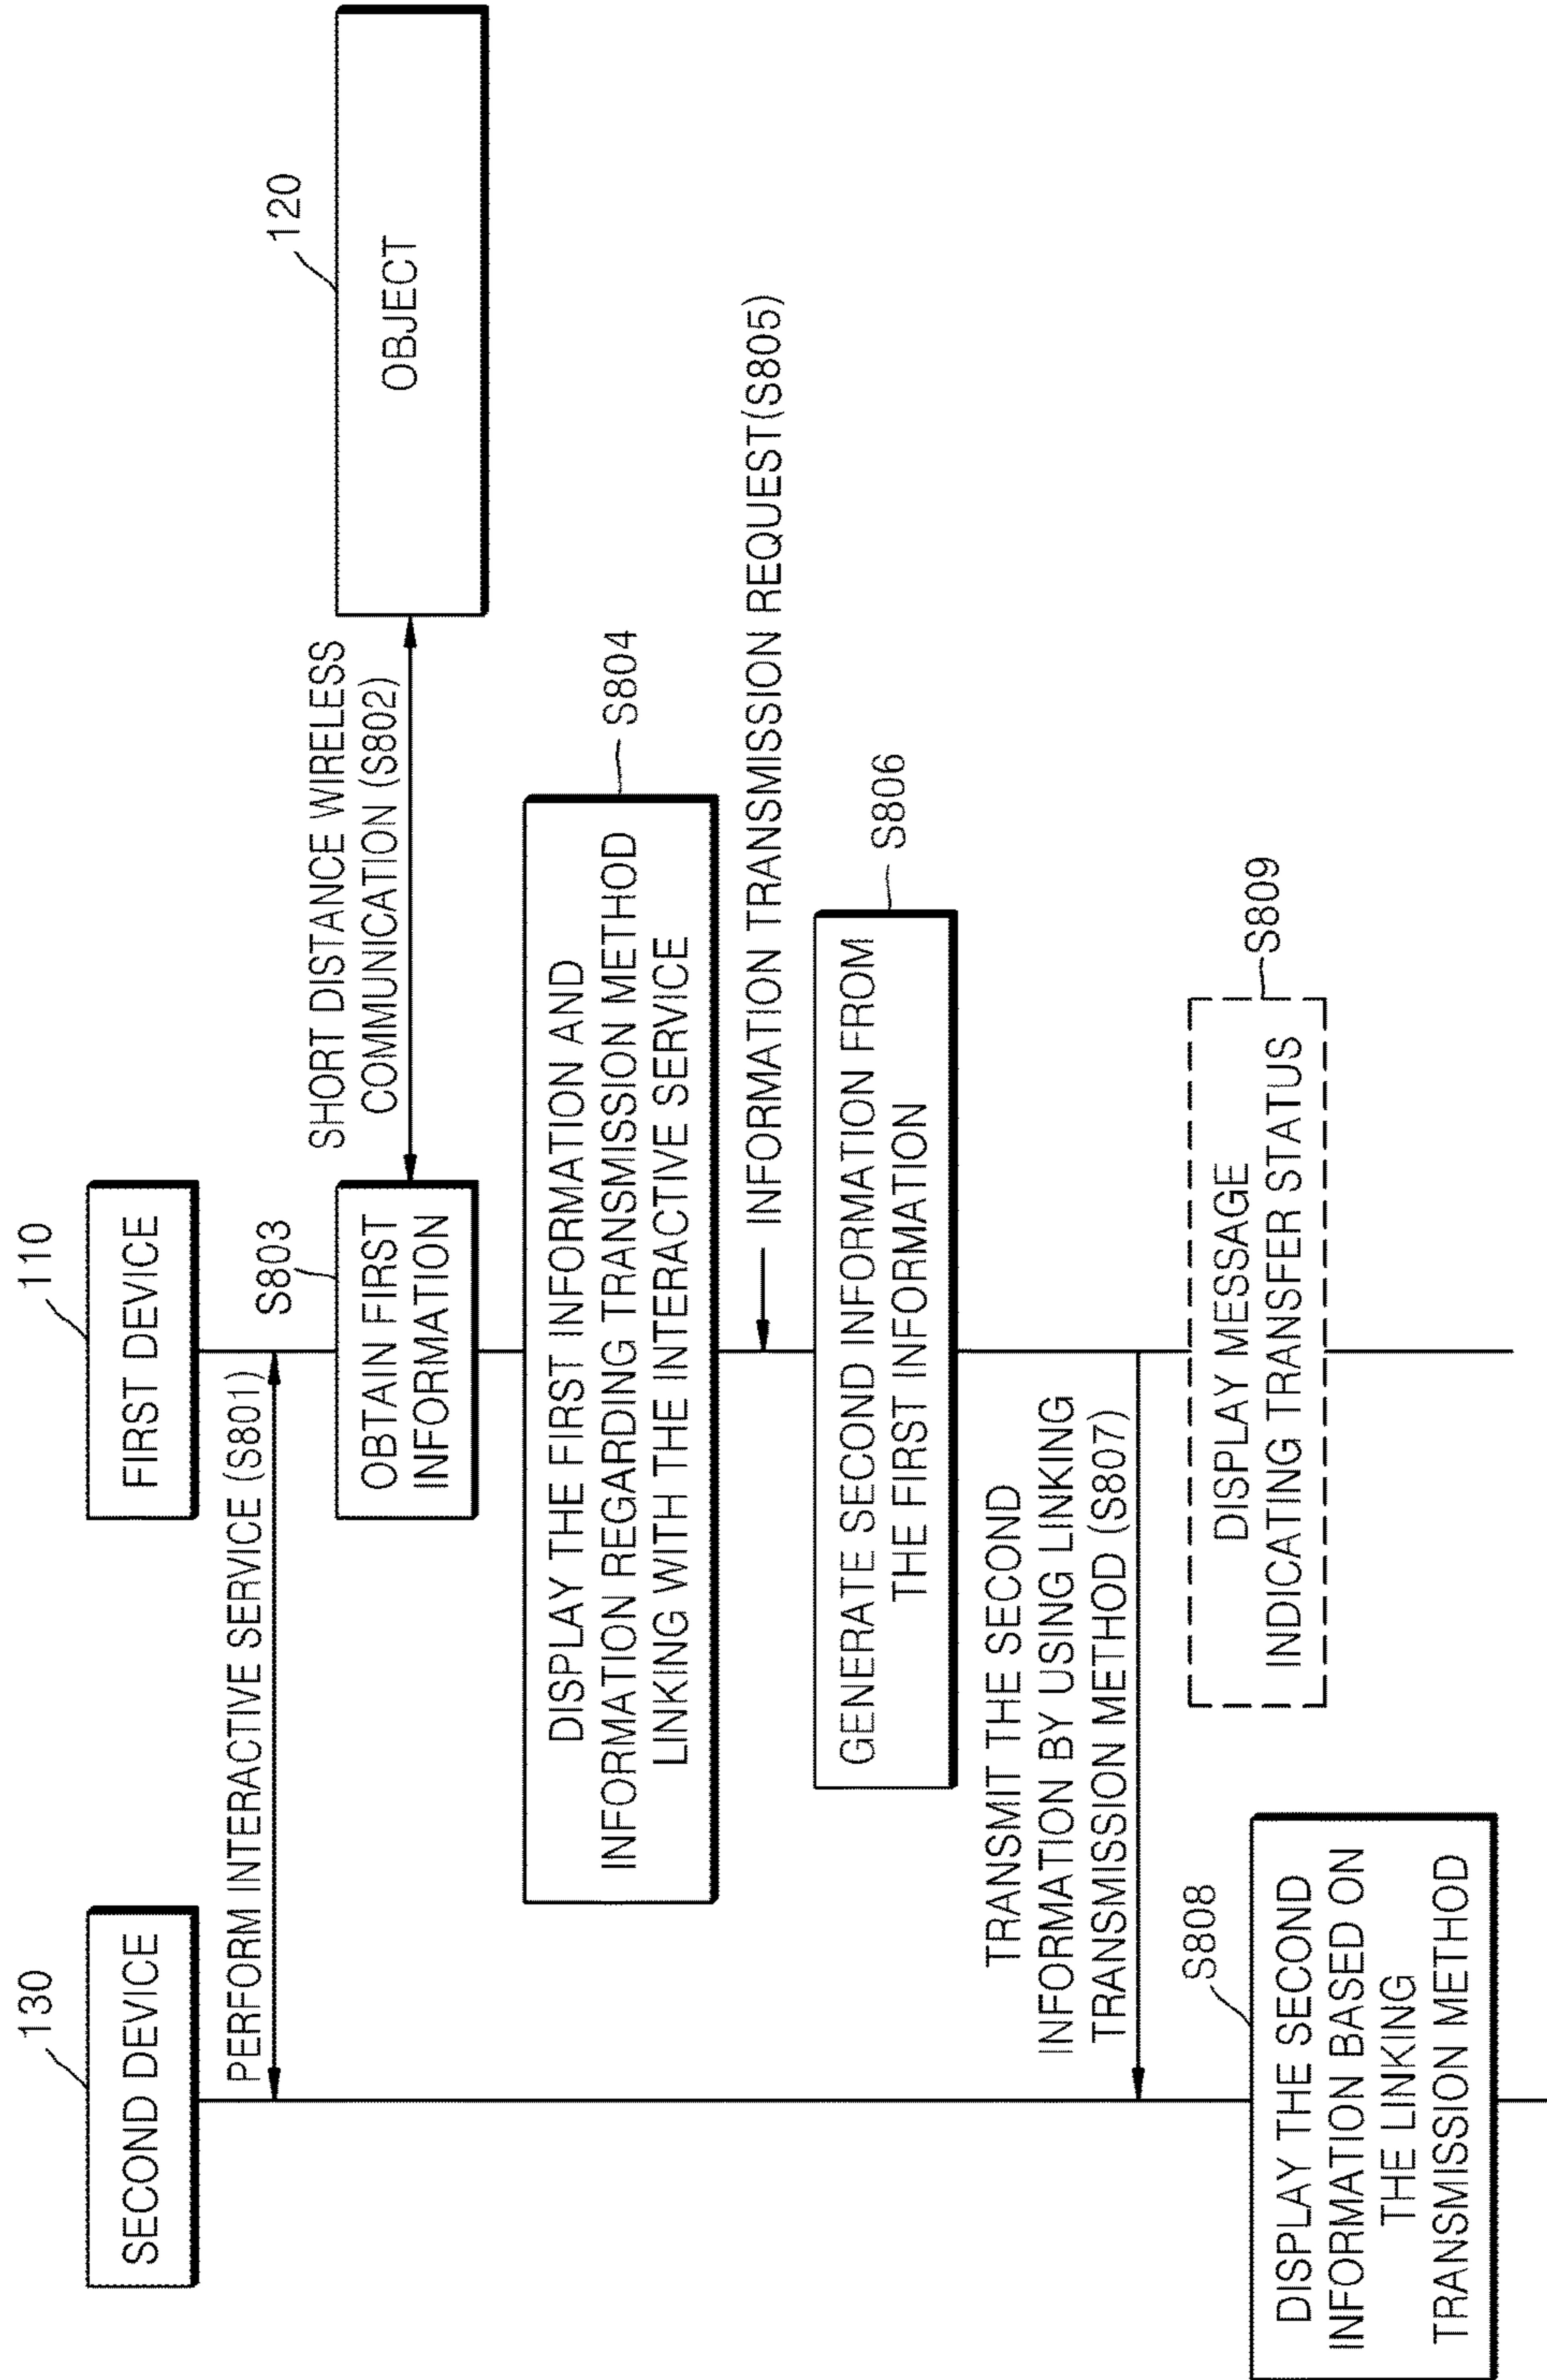 130
SECOND DEVICE
110
FIRST DEVICE
PERFORM INTERACTIVE SERVICE (S801)
120
OBJECT
SHORT DISTANCE WIRELESS
COMMUNICATION (S802)
S803
OBTAIN FIRST
INFORMATION
S804
DISPLAY THE FIRST INFORMATION AND
INFORMATION REGARDING TRANSMISSION METHOD
LINKING WITH THE INTERACTIVE SERVICE
INFORMATION TRANSMISSION REQUEST(S805)
S806
GENERATE SECOND INFORMATION FROM
THE FIRST INFORMATION
TRANSMIT THE SECOND
INFORMATION BY USING LINKING
TRANSMISSION METHOD (S807)
S808
DISPLAY THE SECOND
INFORMATION BASED ON
THE LINKING
TRANSMISSION METHOD
S809
DISPLAY MESSAGE
INDICATING TRANSFER STATUS